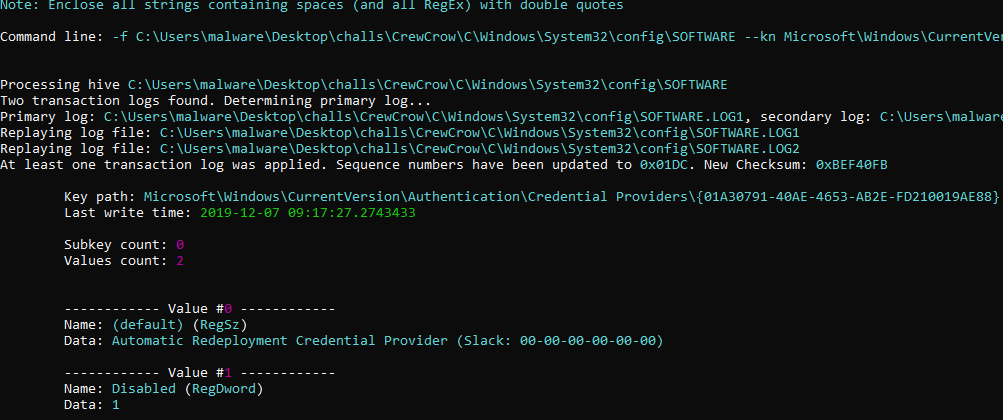 Note: Enclose all strings containing spaces (and all RegEx) with double quotes
Command line: -f C:\Users\malware\Desktop\challs\CrewCrow\C\Windows\System32\config\SOFTWARE --kn Microsoft\Windows\CurrentVer
Processing hive C:\Users\malware\Desktop\challs\CrewCrow\C\Windows\System32\config\SOFTWARE
Two transaction logs found. Determining primary log...
Primary log: C:\Users\malware\Desktop\challs\CrewCrow\C\Windows\System32\config\SOFTWARE.LOG1, secondary log: C:\Users\malwar
Replaying log file: C:\Users\malware\Desktop\challs\CrewCrow\C\Windows\System32\config\SOFTWARE.LOG1
Replaying log file: C:\Users\malware\Desktop\challs\CrewCrow\C\Windows\System32\config\SOFTWARE.LOG2
At least one transaction log was applied. Sequence numbers have been updated to 0x01DC. New Checksum: 0xBEF40FB
Key path: Microsoft\Windows\CurrentVersion\Authentication\Credential Providers\{01A30791-40AE-4653-AB2E-FD210019AE88}
Last write time: 2019-12-07 09:17:27.2743433
Subkey count: 0
Values count: 2
------------ Value #0 ------------
Name: (default) (RegSz)
Data: Automatic Redeployment Credential Provider (Slack: 00-00-00-00-00-00)
------------ Value #1 ------------
Name: Disabled (RegDword)
Data: 1